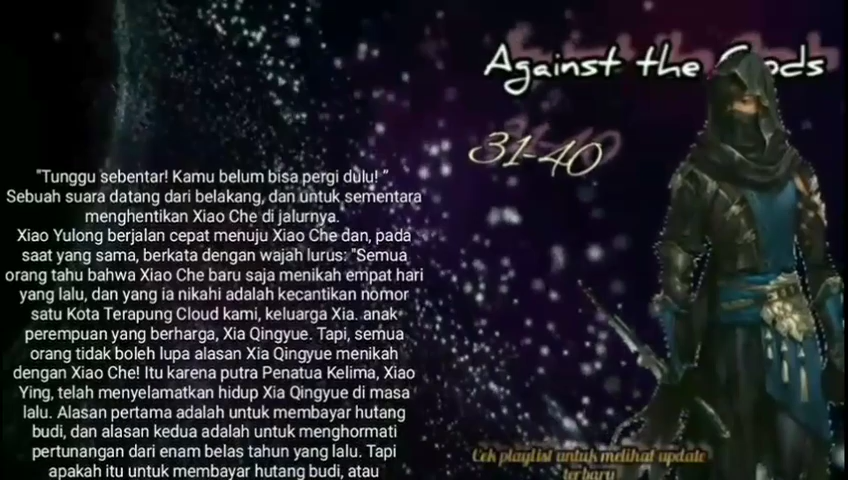 Against the Gods
31-40
"Tunggu sebentar! Kamu belum bisa pergi dulu! ”
Sebuah suara datang dari belakang, dan untuk sementara
menghentikan Xiao Che di jalurnya.
Xiao Yulong berjalan cepat menuju Xiao Che dan, pada
saat yang sama, berkata dengan wajah lurus: "Semua
orang tahu bahwa Xiao Che baru saja menikah empat hari
yang lalu, dan yang ia nikahi adalah kecantikan nomor
satu Kota Terapung Cloud kami, keluarga Xia. anak
perempuan yang berharga, Xia Qingyue. Tapi, semua
orang tidak boleh lupa alasan Xia Qingyue menikah
dengan Xiao Che! Itu karena putra Penatua Kelima, Xiao
Ying, telah menyelamatkan hidup Xia Qingyue di masa
lalu. Alasan pertama adalah untuk membayar hutang
budi, dan alasan kedua adalah untuk menghormati
pertunangan dari enam belas tahun yang lalu. Tapi
apakah itu untuk membayar hutang budi, atau
Cek playlist untuk melihat update
terbaru